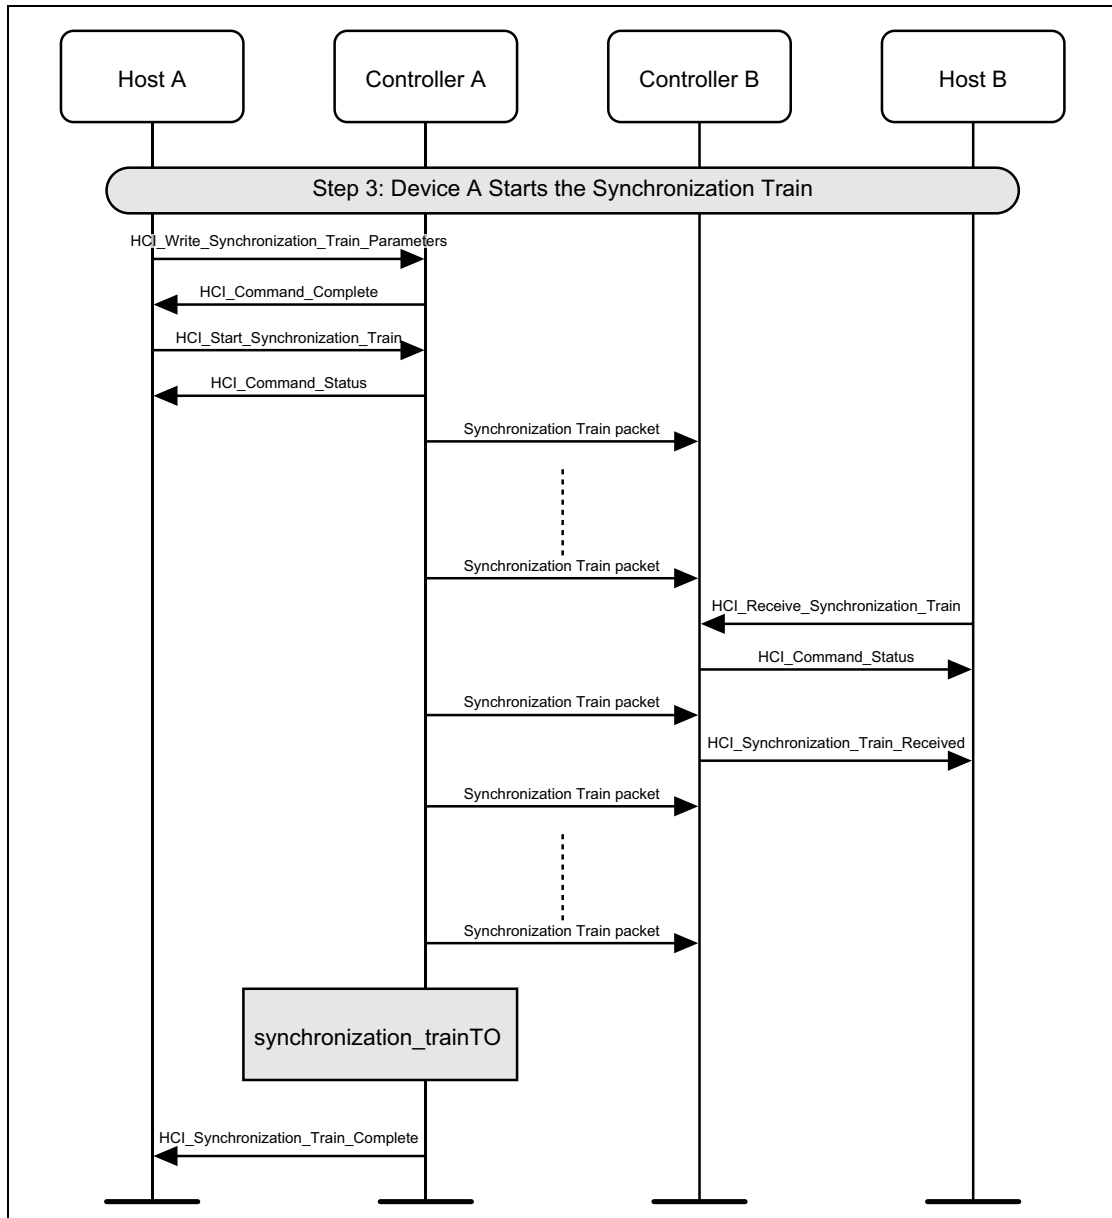 Host A
Controller A
Controller B
Host B
Step 3: Device A Starts the Synchronization Train
HCI_Write_Synchronization_Train_Parameters
HCI_Command_Complete
HCI_Start_Synchronization_Train
HCI_Command_Status
Synchronization Train packet
Synchronization Train packet
HCI_Receive_Synchronization_Train
HCI_Command_Status
Synchronization Train packet
HCI_Synchronization_Train_Received
Synchronization Train packet
Synchronization Train packet
synchronization_trainTO
HCI_Synchronization_Train_Complete